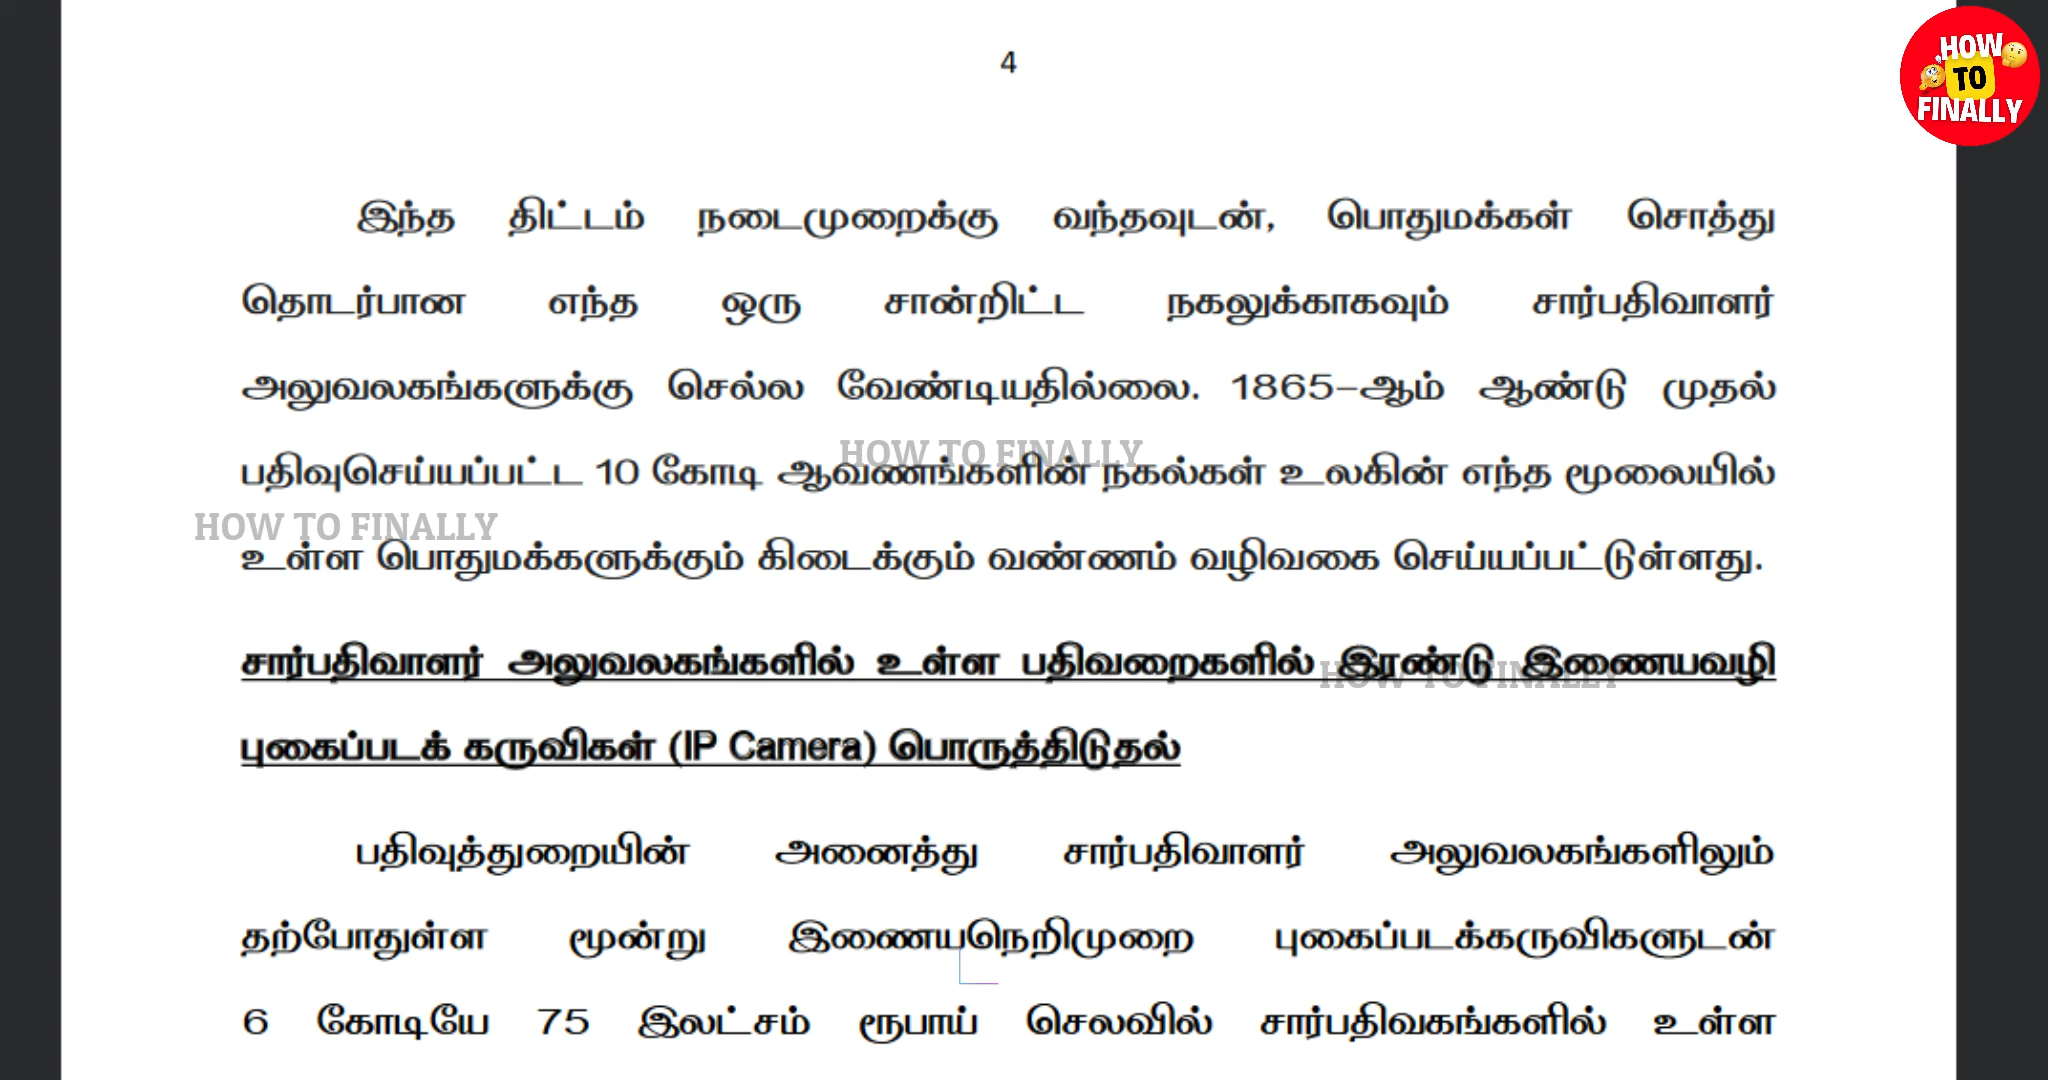 4
HOW
TO
FINALLY
இந்த திட்டம் நடைமுறைக்கு வந்தவுடன், பொதுமக்கள் சொத்து
தொடர்பான எந்த ஒரு சான்றிட்ட நகலுக்காகவும் சார்பதிவாளர்
அலுவலகங்களுக்கு செல்ல வேண்டியதில்லை. 1865-ஆம் ஆண்டு முதல்
HOW TO FINALLY
பதிவுசெய்யப்பட்ட 10 கோடி ஆவணங்களின் நகல்கள் உலகின் எந்த மூலையில்
HOW TO FINALLY
உள்ள பொதுமக்களுக்கும் கிடைக்கும் வண்ணம் வழிவகை செய்யப்பட்டுள்ளது.
சார்பதிவாளர் அலுவலகங்களில் உள்ள பதிவறைகளில் இரண்டு இணையவழி
HOW TO FINALLY
புகைப்படக் கருவிகள் (IP Camera) பொருத்திடுதல்
பதிவுத்துறையின் அனைத்து சார்பதிவாளர் அலுவலகங்களிலும்
தற்போதுள்ள மூன்று இணையநெறிமுறை புகைப்படக்கருவிகளுடன்
6 கோடியே 75 இலட்சம் ரூபாய் செலவில் சார்பதிவகங்களில் உள்ள